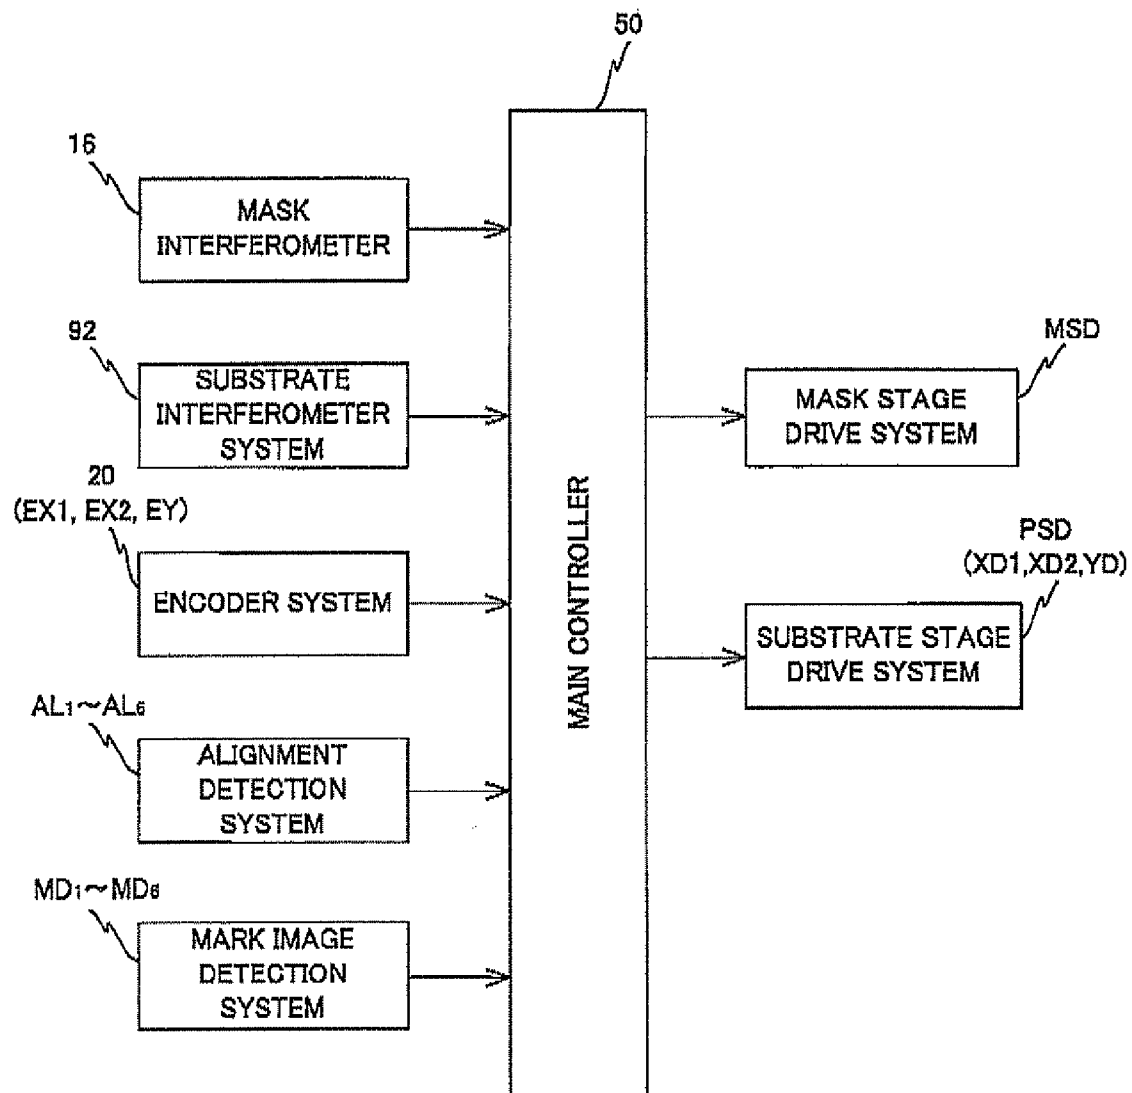 50
16
MASK
INTERFEROMETER
92
SUBSTRATE
INTERFEROMETER
SYSTEM
20
(EX1, EX2, EY)
ENCODER SYSTEM
AL1~AL6
ALIGNMENT
DETECTION
SYSTEM
MD1~MD6
MARK IMAGE
DETECTION
SYSTEM
MAIN CONTROLLER
MSD
MASK STAGE
DRIVE SYSTEM
PSD
(XD1,XD2,YD)
SUBSTRATE STAGE
DRIVE SYSTEM